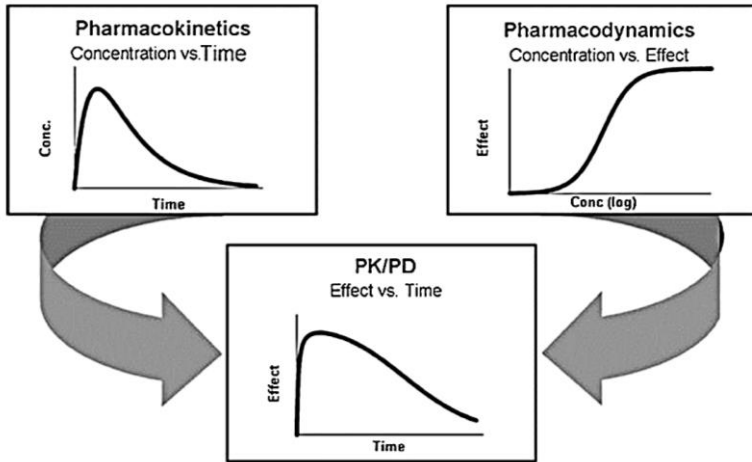 Pharmacokinetics
Concentration vs.Time
Conc.
Time
Pharmacodynamics
Concentration vs. Effect
Effect
Conc (log)
PK/PD
Effect vs. Time
Effect
Time